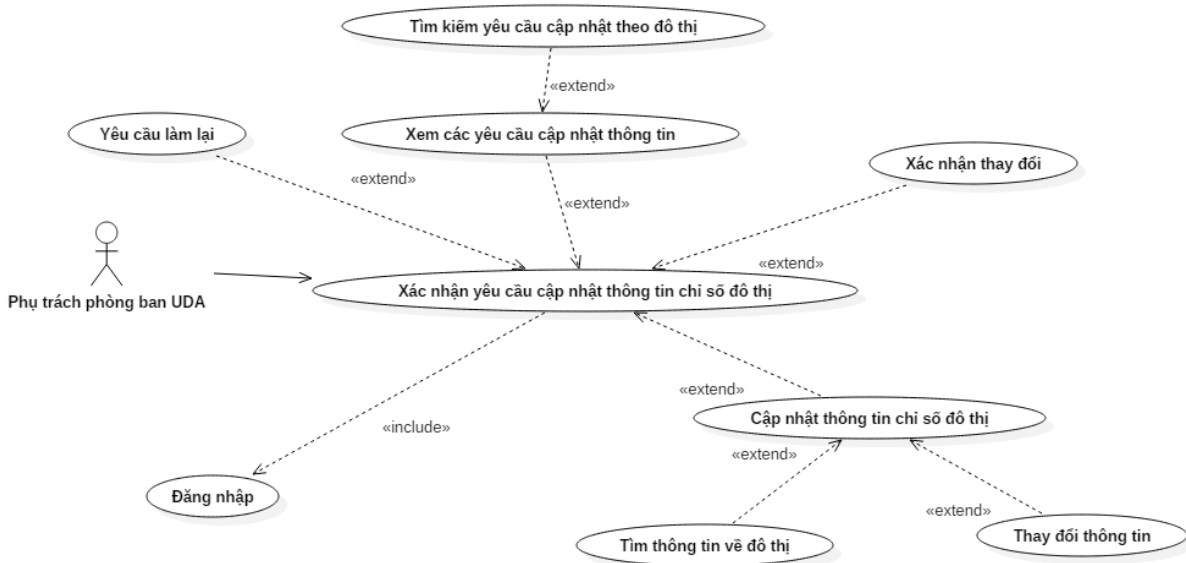 Tìm kiếm yêu cầu cập nhật theo đô thị
«extend»
Yêu cầu làm lại
Xem các yêu cầu cập nhật thông tin
Xác nhận thay đổi
«extend»
«extend»
Phụ trách phòng ban UDA
«extend»
Xác nhận yêu cầu cập nhật thông tin chỉ số đô thị
«extend»
Cập nhật thông tin chỉ số đô thị
«include»
«extend»
Đăng nhập
«extend»
Tìm thông tin về đô thị
Thay đổi thông tin